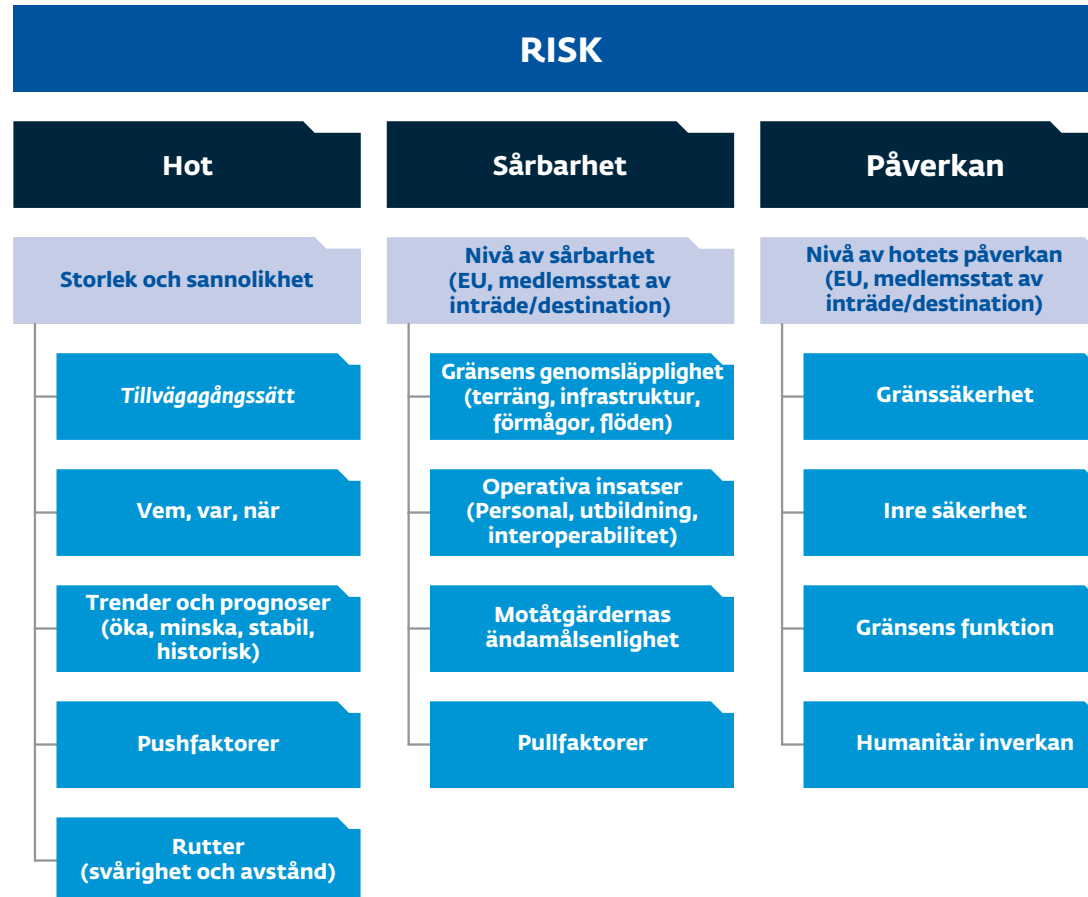 RISK
Hot
Storlek och sannolikhet
Tillvägagångssätt
Vem, var, när
Trender och prognoser
(öka, minska, stabil,
historisk)
Pushfaktorer
Rutter
(svårighet och avstånd)
Sårbarhet
Nivå av sårbarhet
(EU, medlemsstat av
inträde/destination)
Gränsens genomsläpplighet
(terräng, infrastruktur,
förmågor, flöden)
Operativa insatser
(Personal, utbildning,
interoperabilitet)
Motåtgärdernas
ändamålsenlighet
Pullfaktorer
Påverkan
Nivå av hotets påverkan
(EU, medlemsstat av
inträde/destination)
Gränssäkerhet
Inre säkerhet
Gränsens funktion
Humanitär inverkan